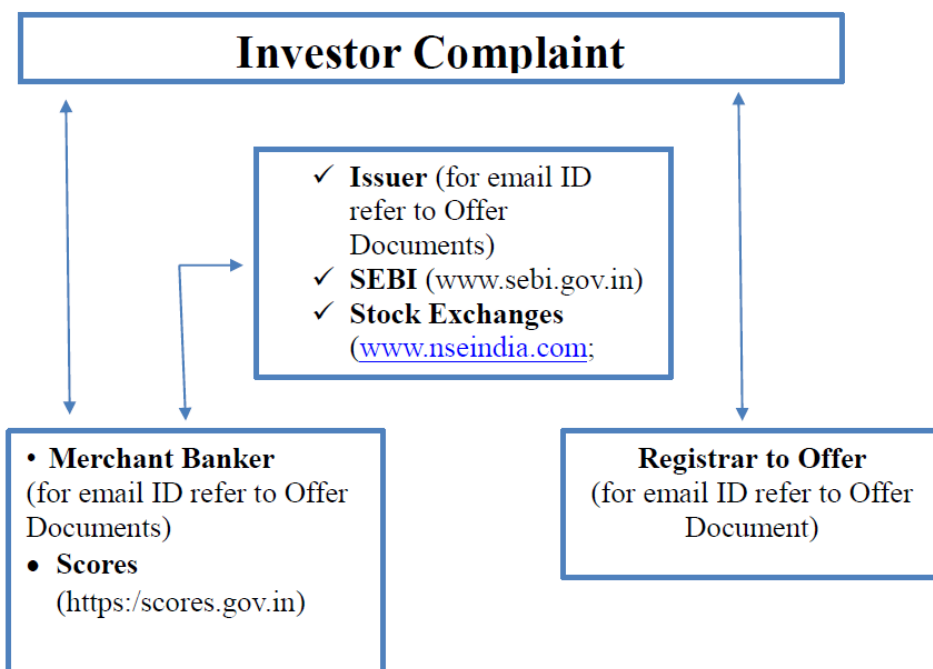 Investor Complaint
✓ Issuer (for email ID
refer to Offer
Documents)
✓ SEBI (www.sebi.gov.in)
✓ Stock Exchanges
(www.nseindia.com;
• Merchant Banker
(for email ID refer to Offer
Documents)
• Scores
(https:/scores.gov.in)
Registrar to Offer
(for email ID refer to Offer
Document)